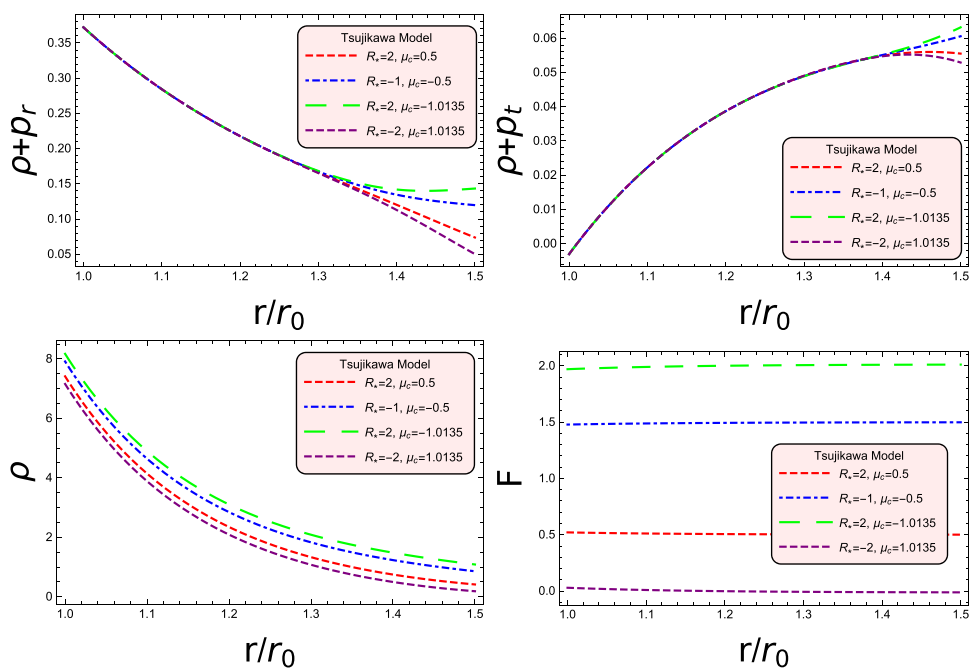 ρ+p_r
0.35
0.30
0.25
0.20
0.15
0.10
0.05
1.0 1.1 1.2 1.3 1.4 1.5
r/r_0
Tsujikawa Model
R_*=2, μ_c=0.5
R_*=-1, μ_c=-0.5
R_*=2, μ_c=-1.0135
R_*=-2, μ_c=1.0135
ρ+p_t
0.06
0.05
0.04
0.03
0.02
0.01
0.00
1.0 1.1 1.2 1.3 1.4 1.5
r/r_0
Tsujikawa Model
R_*=2, μ_c=0.5
R_*=-1, μ_c=-0.5
R_*=2, μ_c=-1.0135
R_*=-2, μ_c=1.0135
ρ
8
6
4
2
0
1.0 1.1 1.2 1.3 1.4 1.5
r/r_0
Tsujikawa Model
R_*=2, μ_c=0.5
R_*=-1, μ_c=-0.5
R_*=2, μ_c=-1.0135
R_*=-2, μ_c=1.0135
F
2.0
1.5
1.0
0.5
0.0
1.0 1.1 1.2 1.3 1.4 1.5
r/r_0
Tsujikawa Model
R_*=2, μ_c=0.5
R_*=-1, μ_c=-0.5
R_*=2, μ_c=-1.0135
R_*=-2, μ_c=1.0135